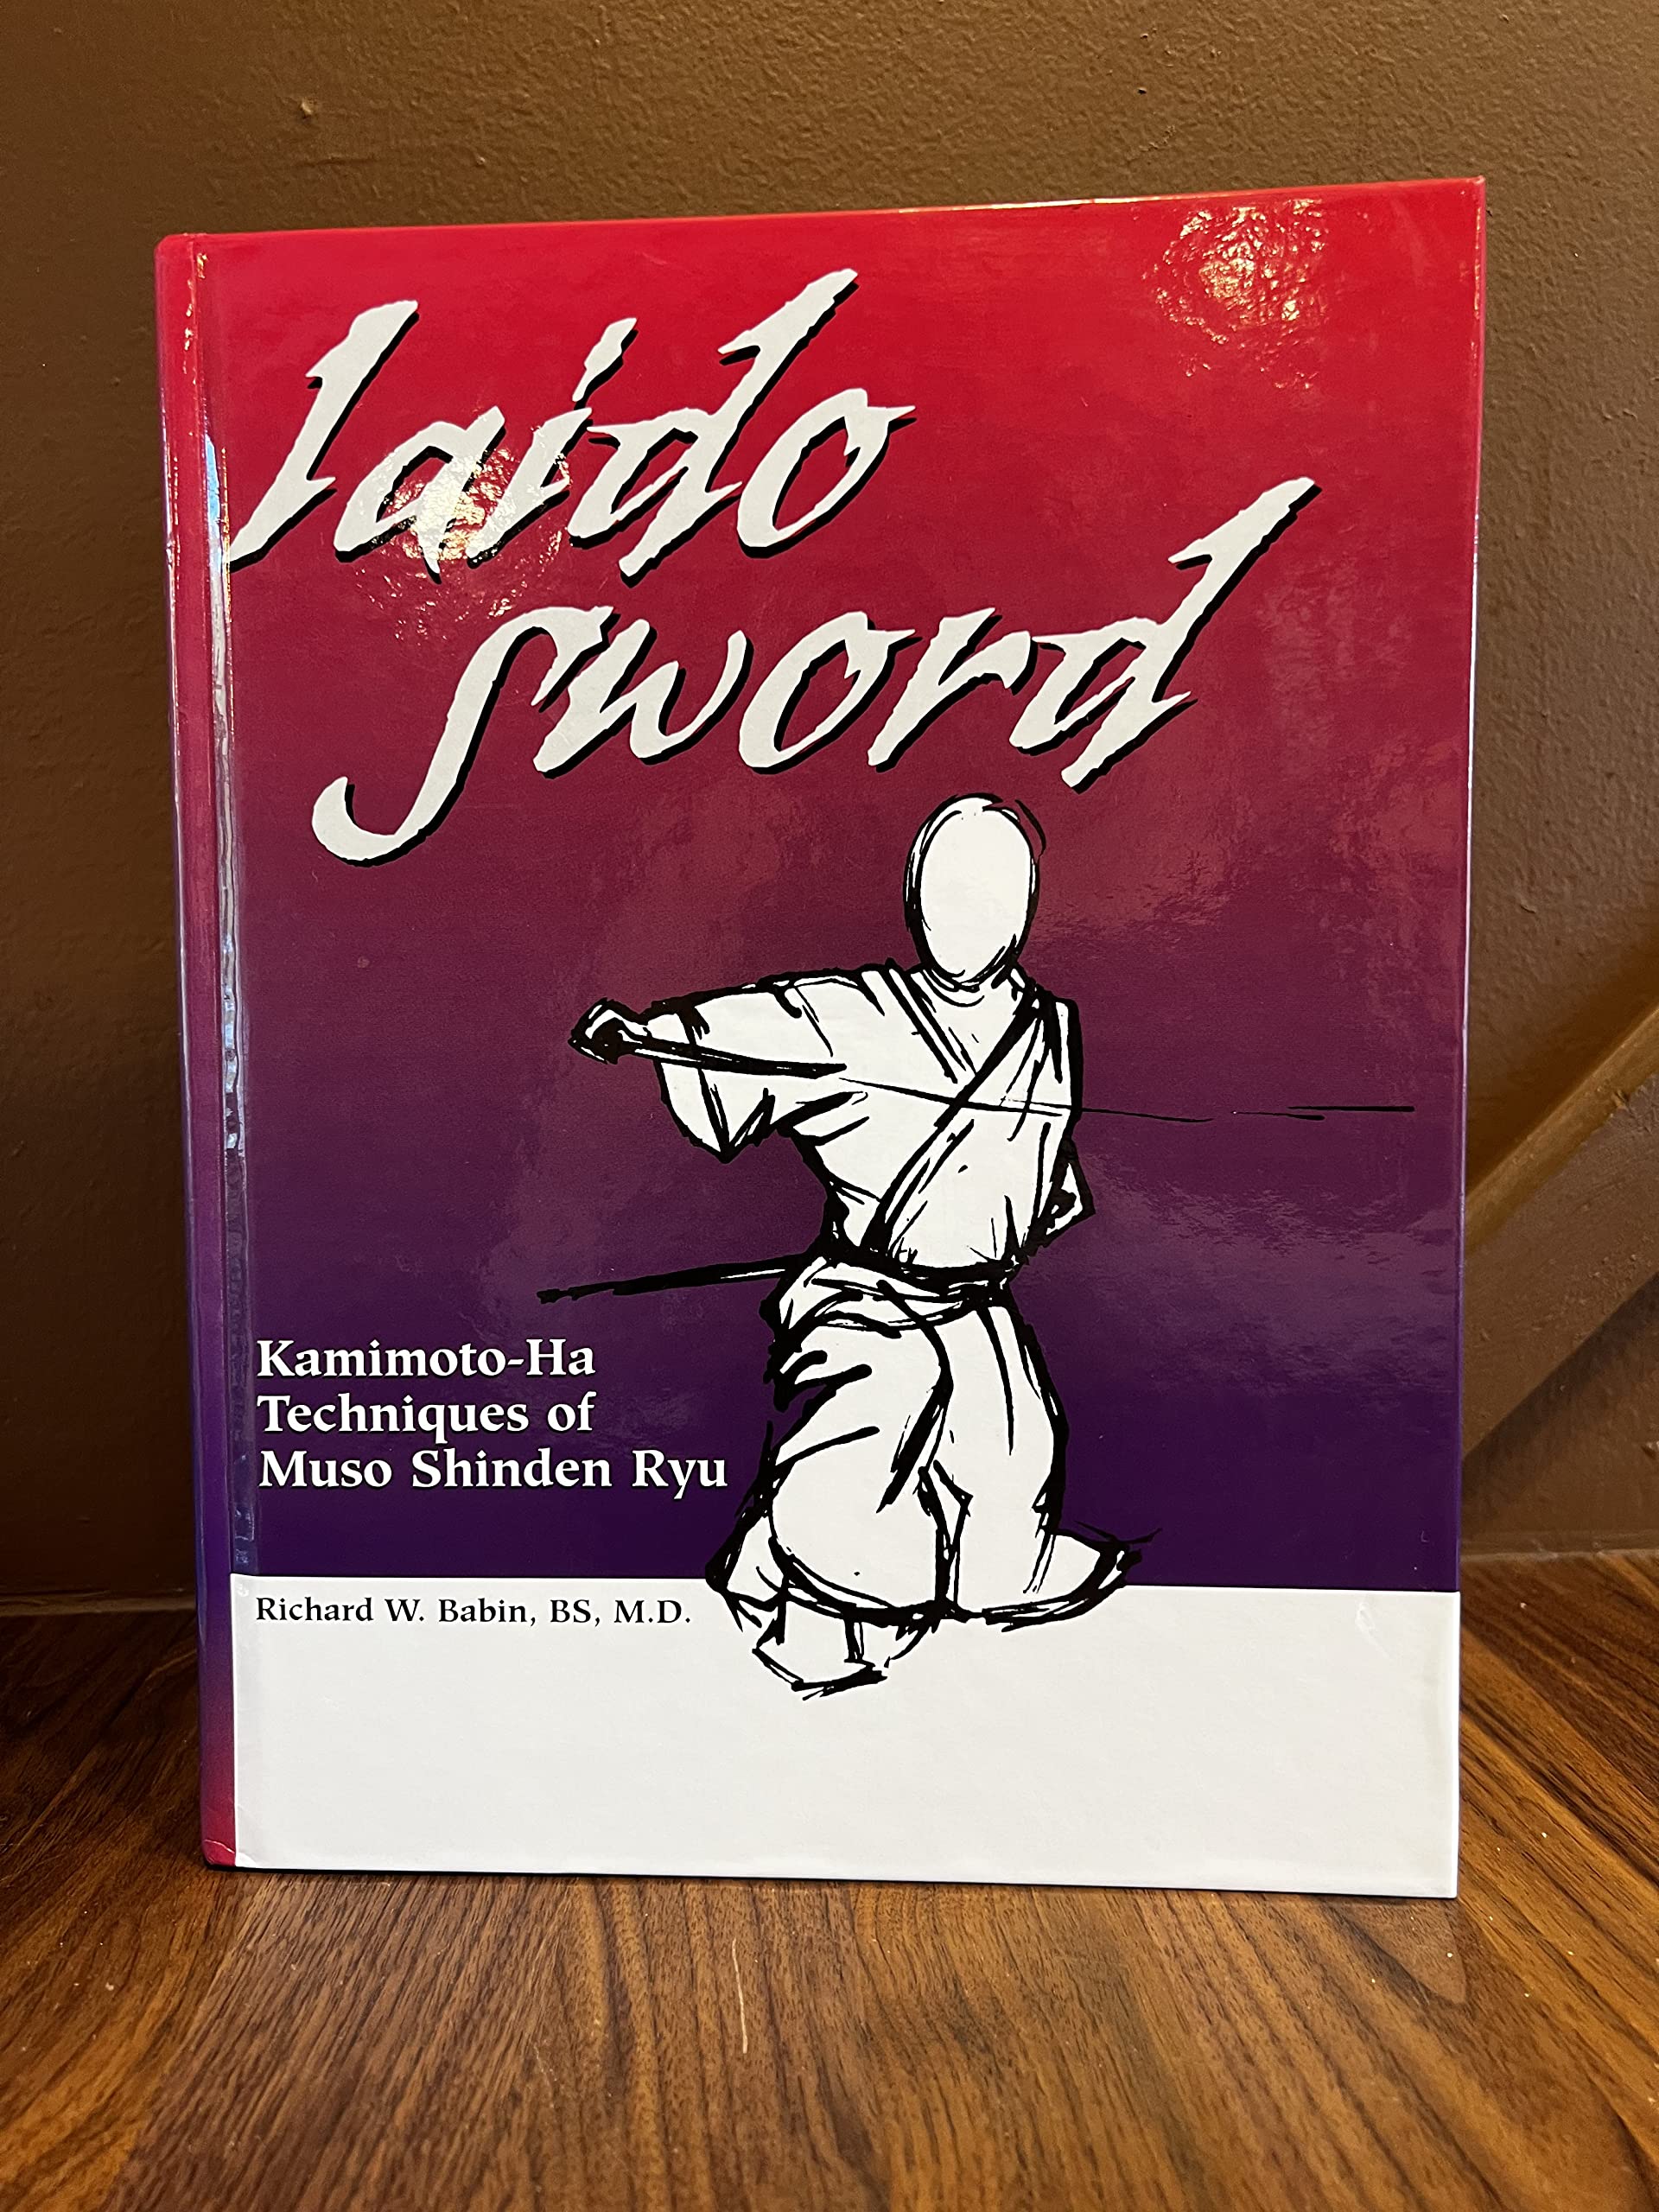 Iaido
Sword
Kamimoto-Ha
Techniques of
Muso Shinden Ryu
Richard W. Babin, BS, M.D.